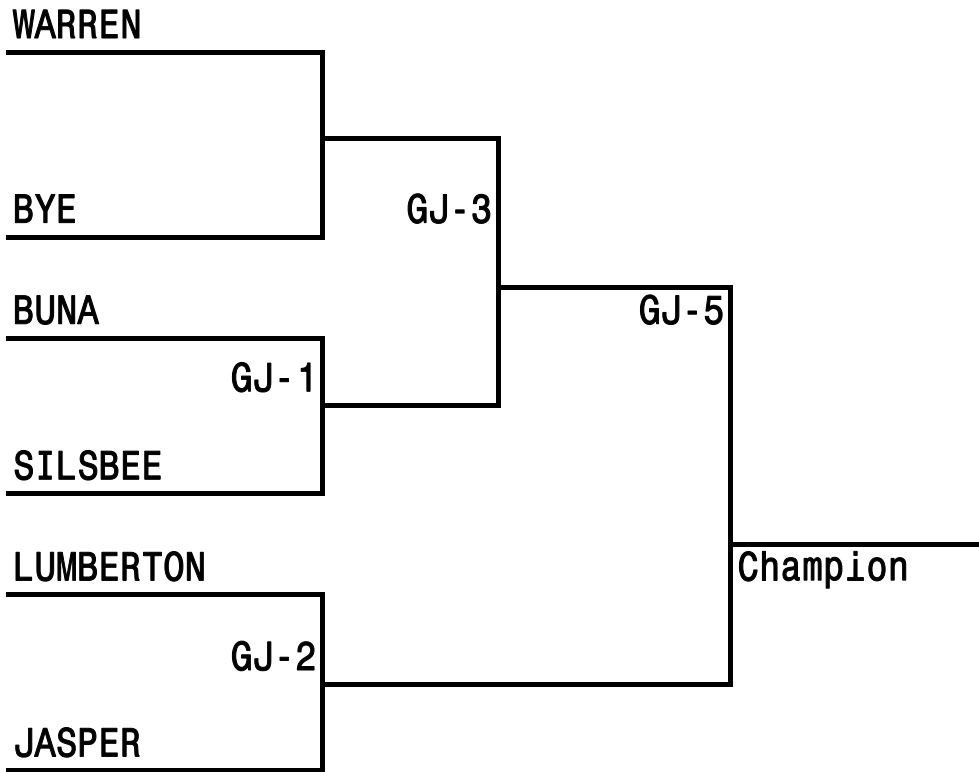 WARREN
BYE
GJ-3
BUNA
GJ-5
GJ-1
SILSBEE
LUMBERTON
Champion
GJ-2
JASPER